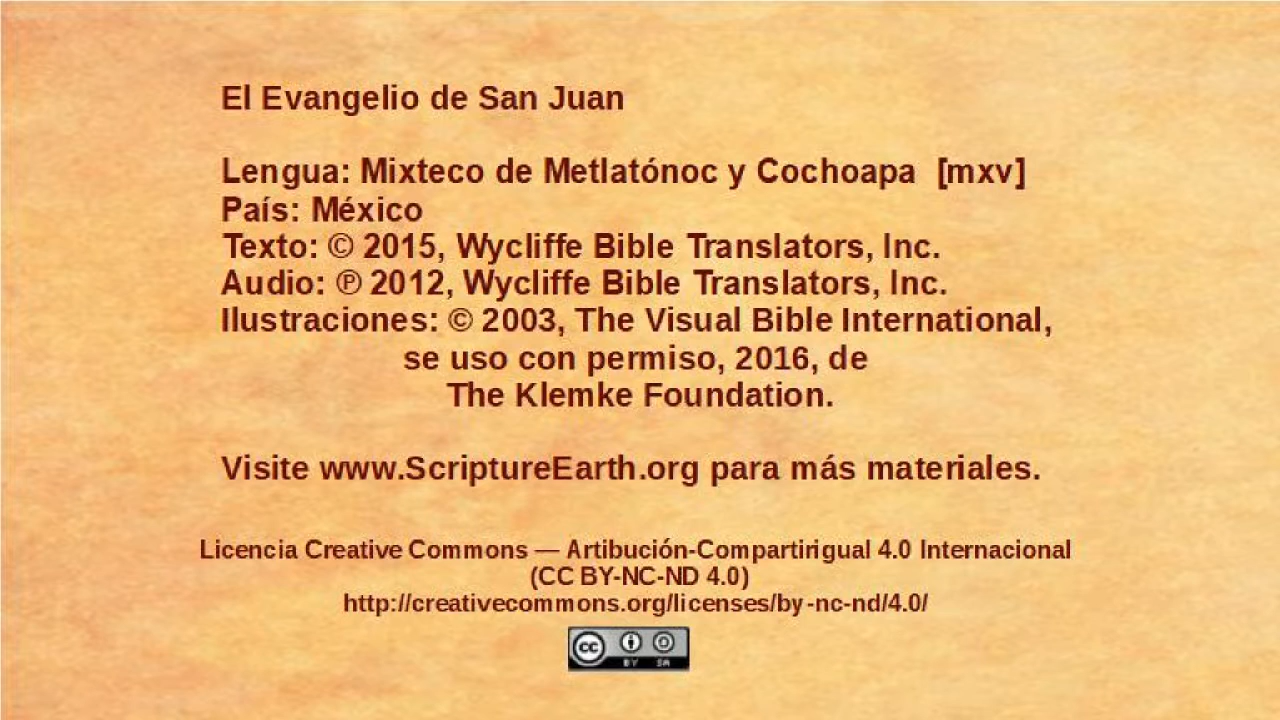 El Evangelio de San Juan
Lengua: Mixteco de Metlatónoc y Cochoapa [mxv]
País: México
Texto: © 2015, Wycliffe Bible Translators, Inc.
Audio: ℗ 2012, Wycliffe Bible Translators, Inc.
Ilustraciones: © 2003, The Visual Bible International,
se uso con permiso, 2016, de
The Klemke Foundation.
Visite www.ScriptureEarth.org para más materiales.
Licencia Creative Commons — Artibución-Compartirigual 4.0 Internacional
(CC BY-NC-ND 4.0)
http://creativecommons.org/licenses/by-nc-nd/4.0/
cc BY SA